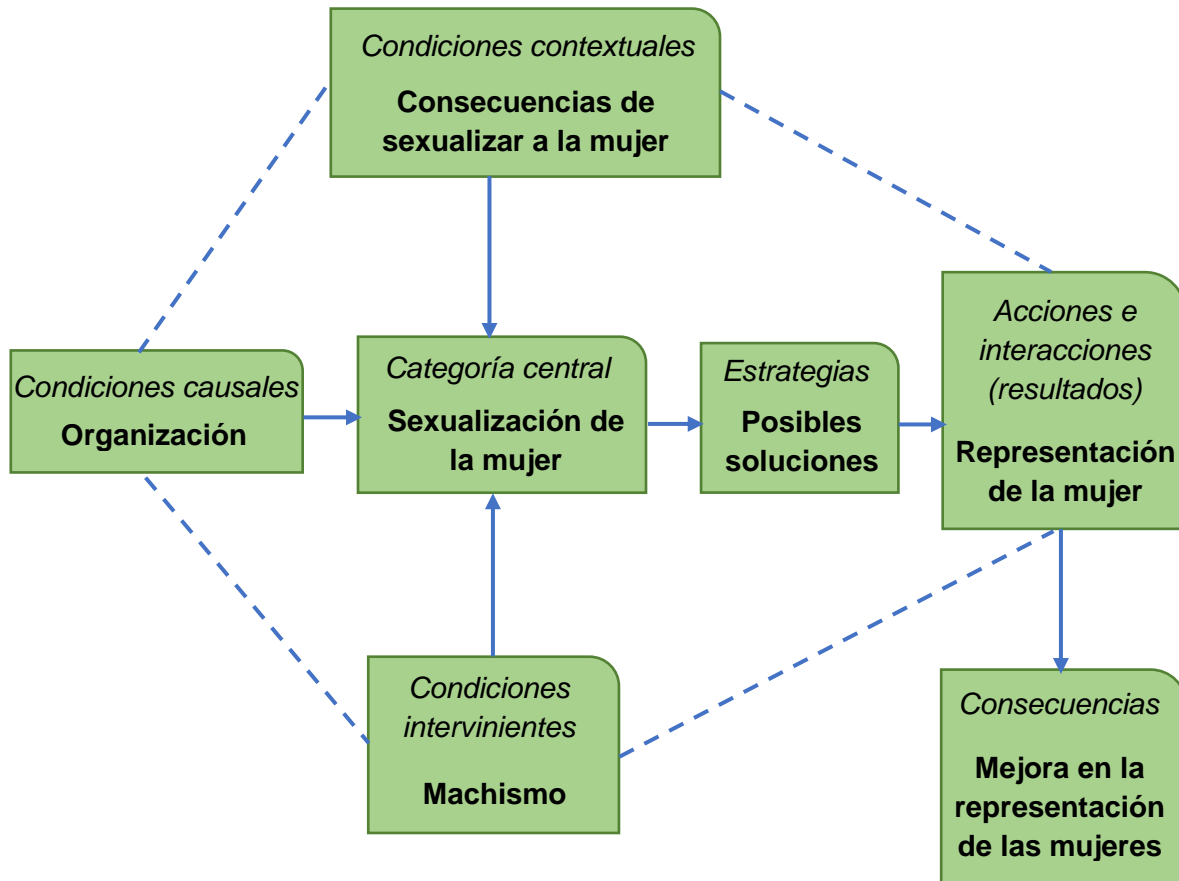 Condiciones contextuales
Consecuencias de
sexualizar a la mujer
Condiciones causales
Organización
Categoría central
Sexualización de
la mujer
Estrategias
Posibles
soluciones
Acciones e
interacciones
(resultados)
Representación
de la mujer
Condiciones
intervinientes
Machismo
Consecuencias
Mejora en la
representación
de las mujeres